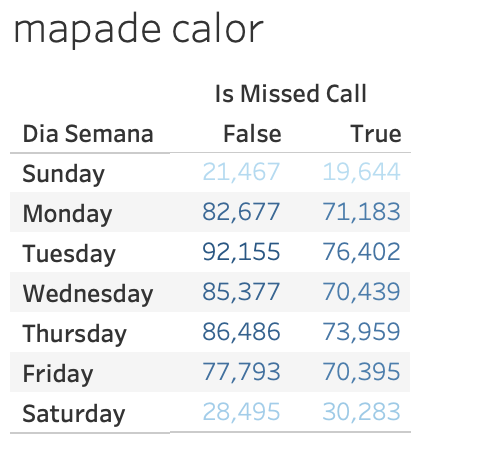 mapade calor
Is Missed Call
Dia Semana False True
Sunday 21,467 19,644
Monday 82,677 71,183
Tuesday 92,155 76,402
Wednesday 85,377 70,439
Thursday 86,486 73,959
Friday 77,793 70,395
Saturday 28,495 30,283